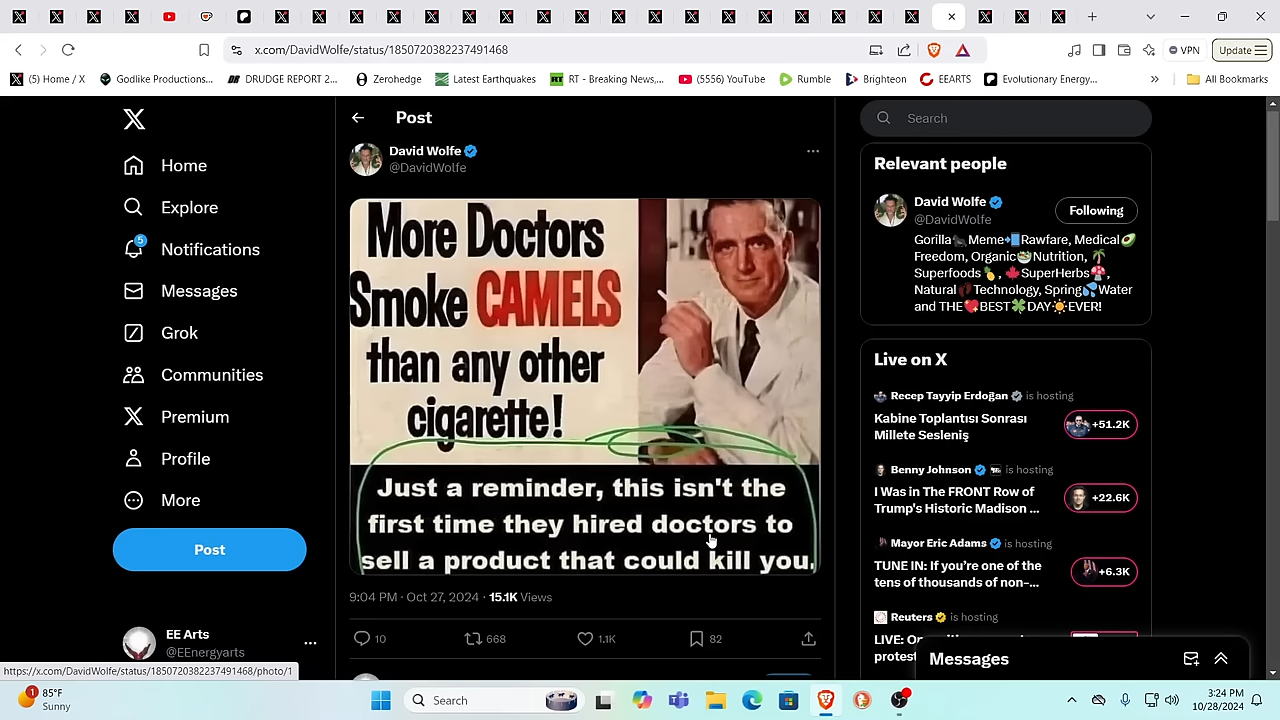 x.com/DavidWolfe/status/1850720382237491468
VPN
Update
(5) Home / X
Godlike Productions...
DRUDGE REPORT 2...
Zerohedge
Latest Earthquakes
RT - Breaking News,...
(5556) YouTube
Rumble
Brighteon
EEARTS
Evolutionary Energy...
»
All Bookmarks
Home
Explore
5
Notifications
Messages
Grok
Communities
Premium
Profile
More
Post
EE Arts
@EEnergyarts
Post
David Wolfe
@DavidWolfe
More Doctors
Smoke CAMELS
than any other
cigarette!
Just a reminder, this isn't the
first time they hired doctors to
sell a product that could kill you.
9:04 PM · Oct 27, 2024 · 15.1K Views
10
668
1.1K
82
Search
Relevant people
David Wolfe
@DavidWolfe
Following
Gorilla Meme Rawfare, Medical
Freedom, Organic Nutrition,
Superfoods, SuperHerbs,
Natural Technology, Spring Water
and THE BEST DAY EVER!
Live on X
Recep Tayyip Erdoğan is hosting
Kabine Toplantısı Sonrası
Millete Sesleniş
+51.2K
Benny Johnson is hosting
I Was in The FRONT Row of
Trump's Historic Madison ...
+22.6K
Mayor Eric Adams is hosting
TUNE IN: If you're one of the
tens of thousands of non-...
+6.3K
Reuters is hosting
LIVE:
protest
Messages
https://x.com/DavidWolfe/status/1850720382237491468/photo/1
1
85°F
Sunny
Search
3:24 PM
10/28/2024